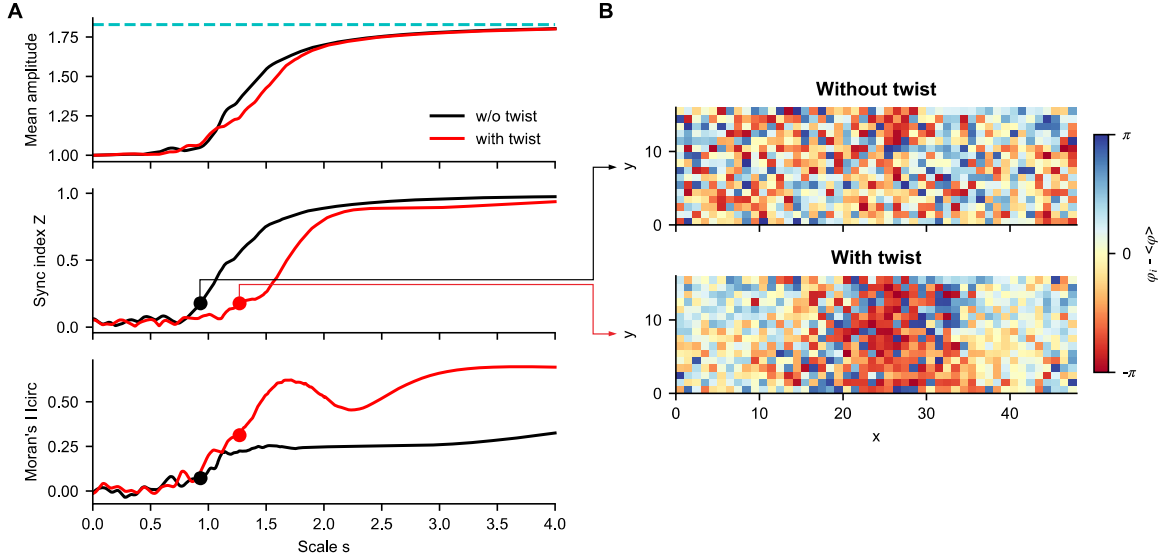 A
Mean amplitude
1.75
1.50
1.25
1.00
w/o twist
with twist
Sync index Z
1.0
0.5
0.0
Moran's I Icirc
0.50
0.25
0.00
0.0 0.5 1.0 1.5 2.0 2.5 3.0 3.5 4.0
Scale s
B
Without twist
y
10
0
With twist
y
10
0
0 10 20 30 40
x
π
0
-π
φi - <φ>